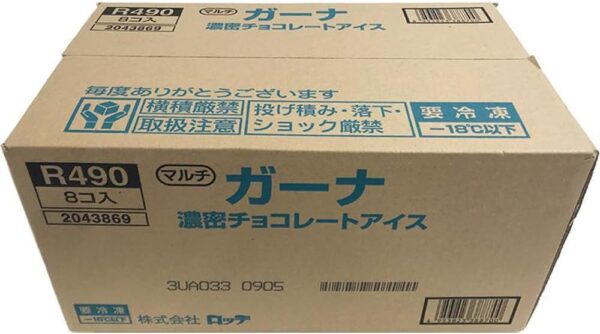 R490
8コ入
2043869
マルチ ガーナ
濃密チョコレートアイス
毎度ありがとうございます
横積厳禁
取扱注意
投げ積み・落下・
ショック厳禁
要冷凍
−18℃以下
R490
8コ入
2043869
マルチ ガーナ
濃密チョコレートアイス
3UA033 0905
要冷凍
−18℃以下
株式会社 ロッテ